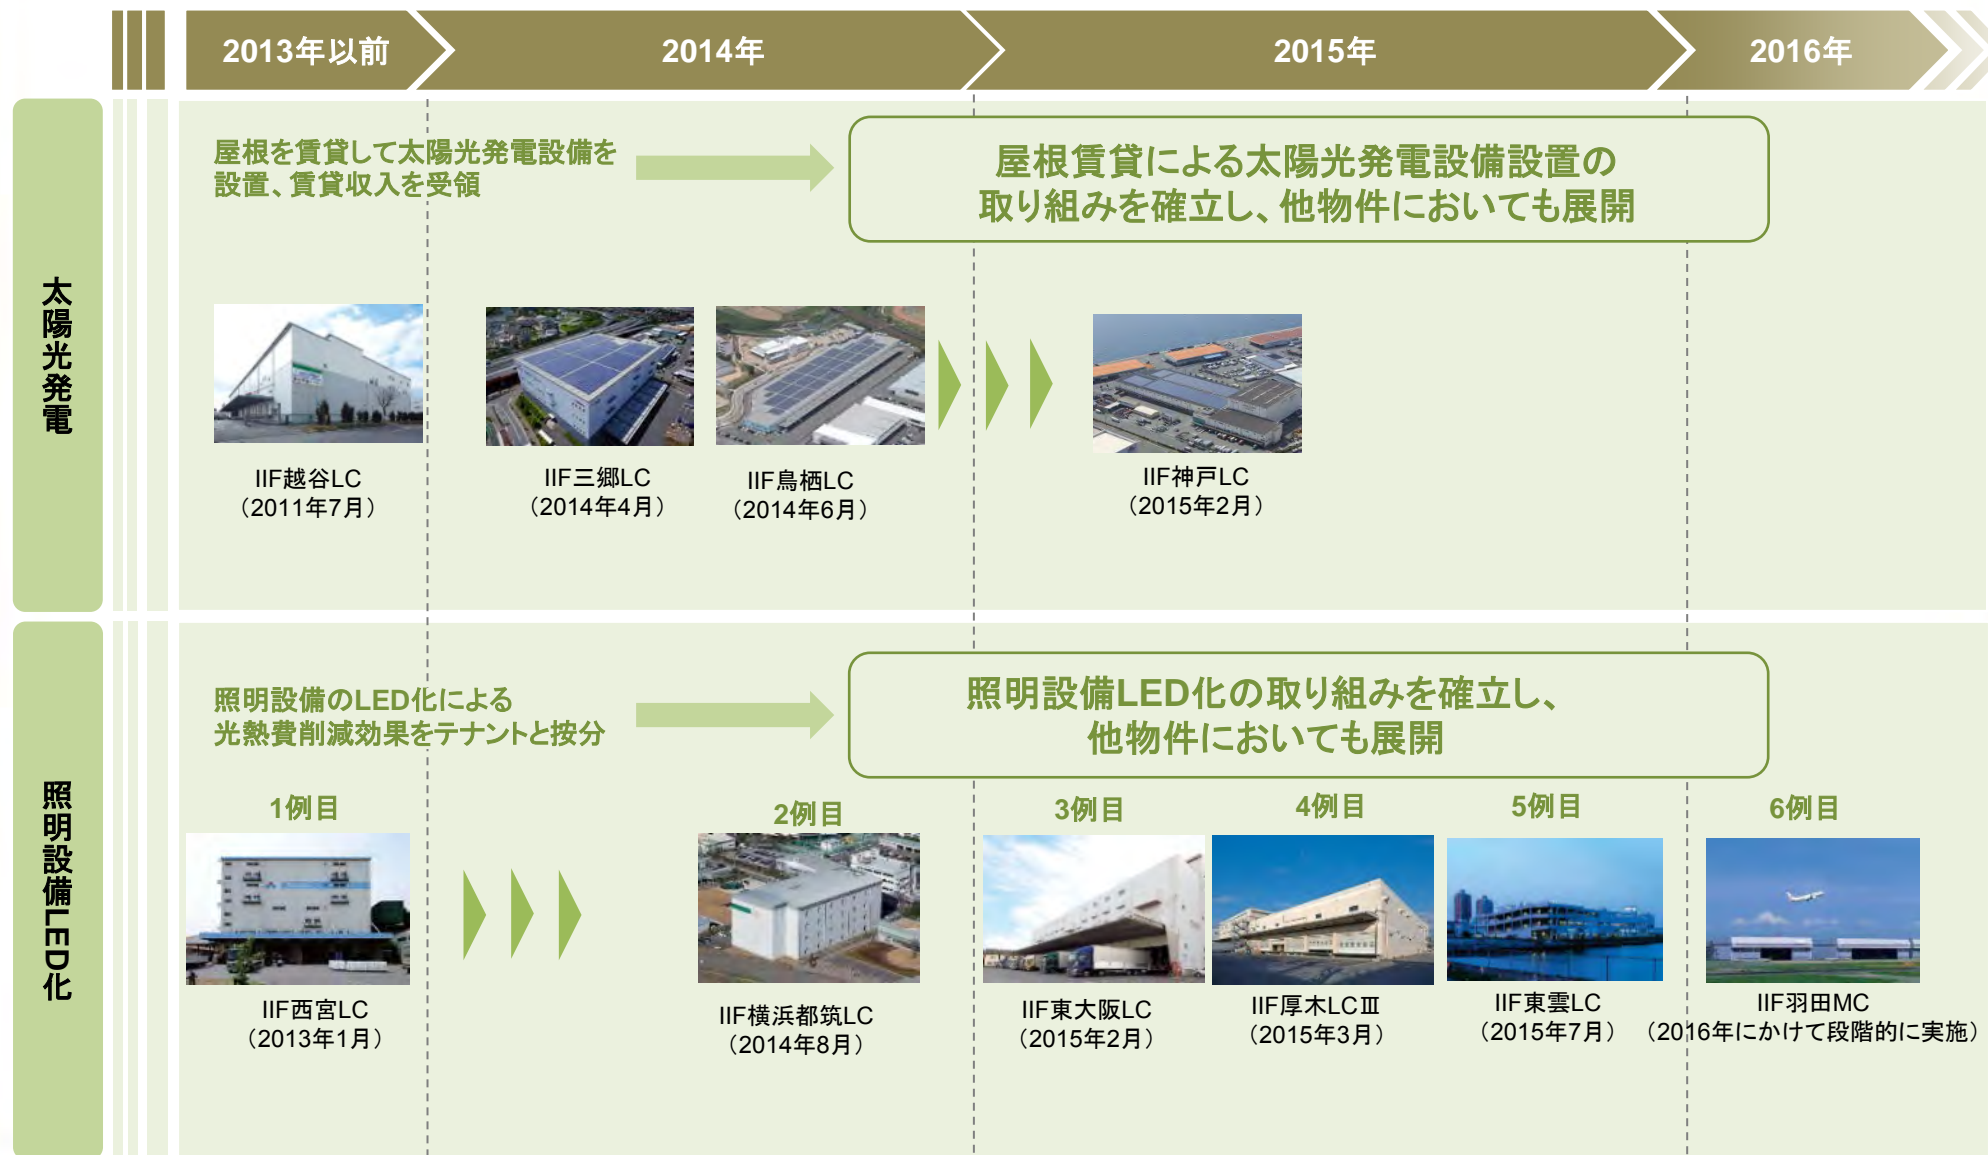 2013年以前
2014年
2015年
2016年
太陽光発電
屋根を賃貸して太陽光発電設備を
設置、賃貸収入を受領
屋根賃貸による太陽光発電設備設置の
取り組みを確立し、他物件においても展開
IIF越谷LC
（2011年7月）
IIF三郷LC
（2014年4月）
IIF鳥栖LC
（2014年6月）
IIF神戸LC
（2015年2月）
照明設備LED化
照明設備のLED化による
光熱費削減効果をテナントと按分
照明設備LED化の取り組みを確立し、
他物件においても展開
1例目
2例目
3例目
4例目
5例目
6例目
IIF西宮LC
（2013年1月）
IIF横浜都筑LC
（2014年8月）
IIF東大阪LC
（2015年2月）
IIF厚木LCⅢ
（2015年3月）
IIF東雲LC
（2015年7月）
IIF羽田MC
（2016年にかけて段階的に実施）